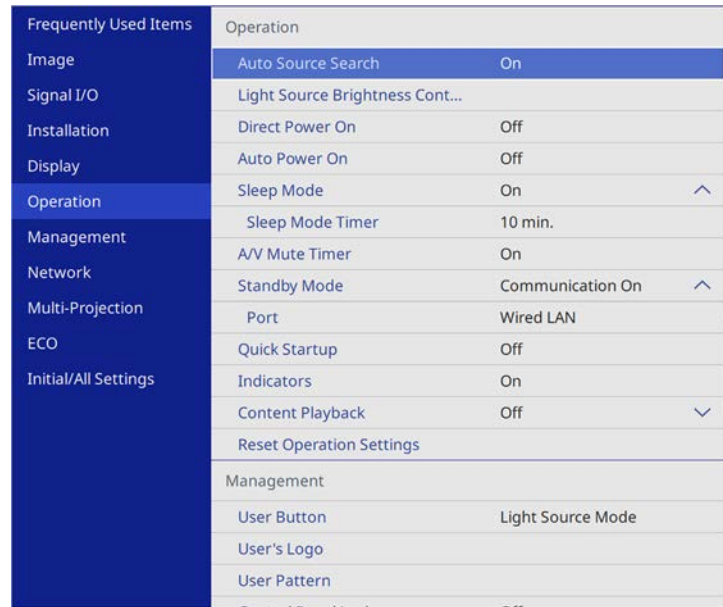 Frequently Used Items
Image
Signal I/O
Installation
Display
Operation
Management
Network
Multi-Projection
ECO
Initial/All Settings
Operation
Auto Source Search On
Light Source Brightness Cont...
Direct Power On Off
Auto Power On Off
Sleep Mode On
Sleep Mode Timer 10 min.
A/V Mute Timer On
Standby Mode Communication On
Port Wired LAN
Quick Startup Off
Indicators On
Content Playback Off
Reset Operation Settings
Management
User Button Light Source Mode
User's Logo
User Pattern